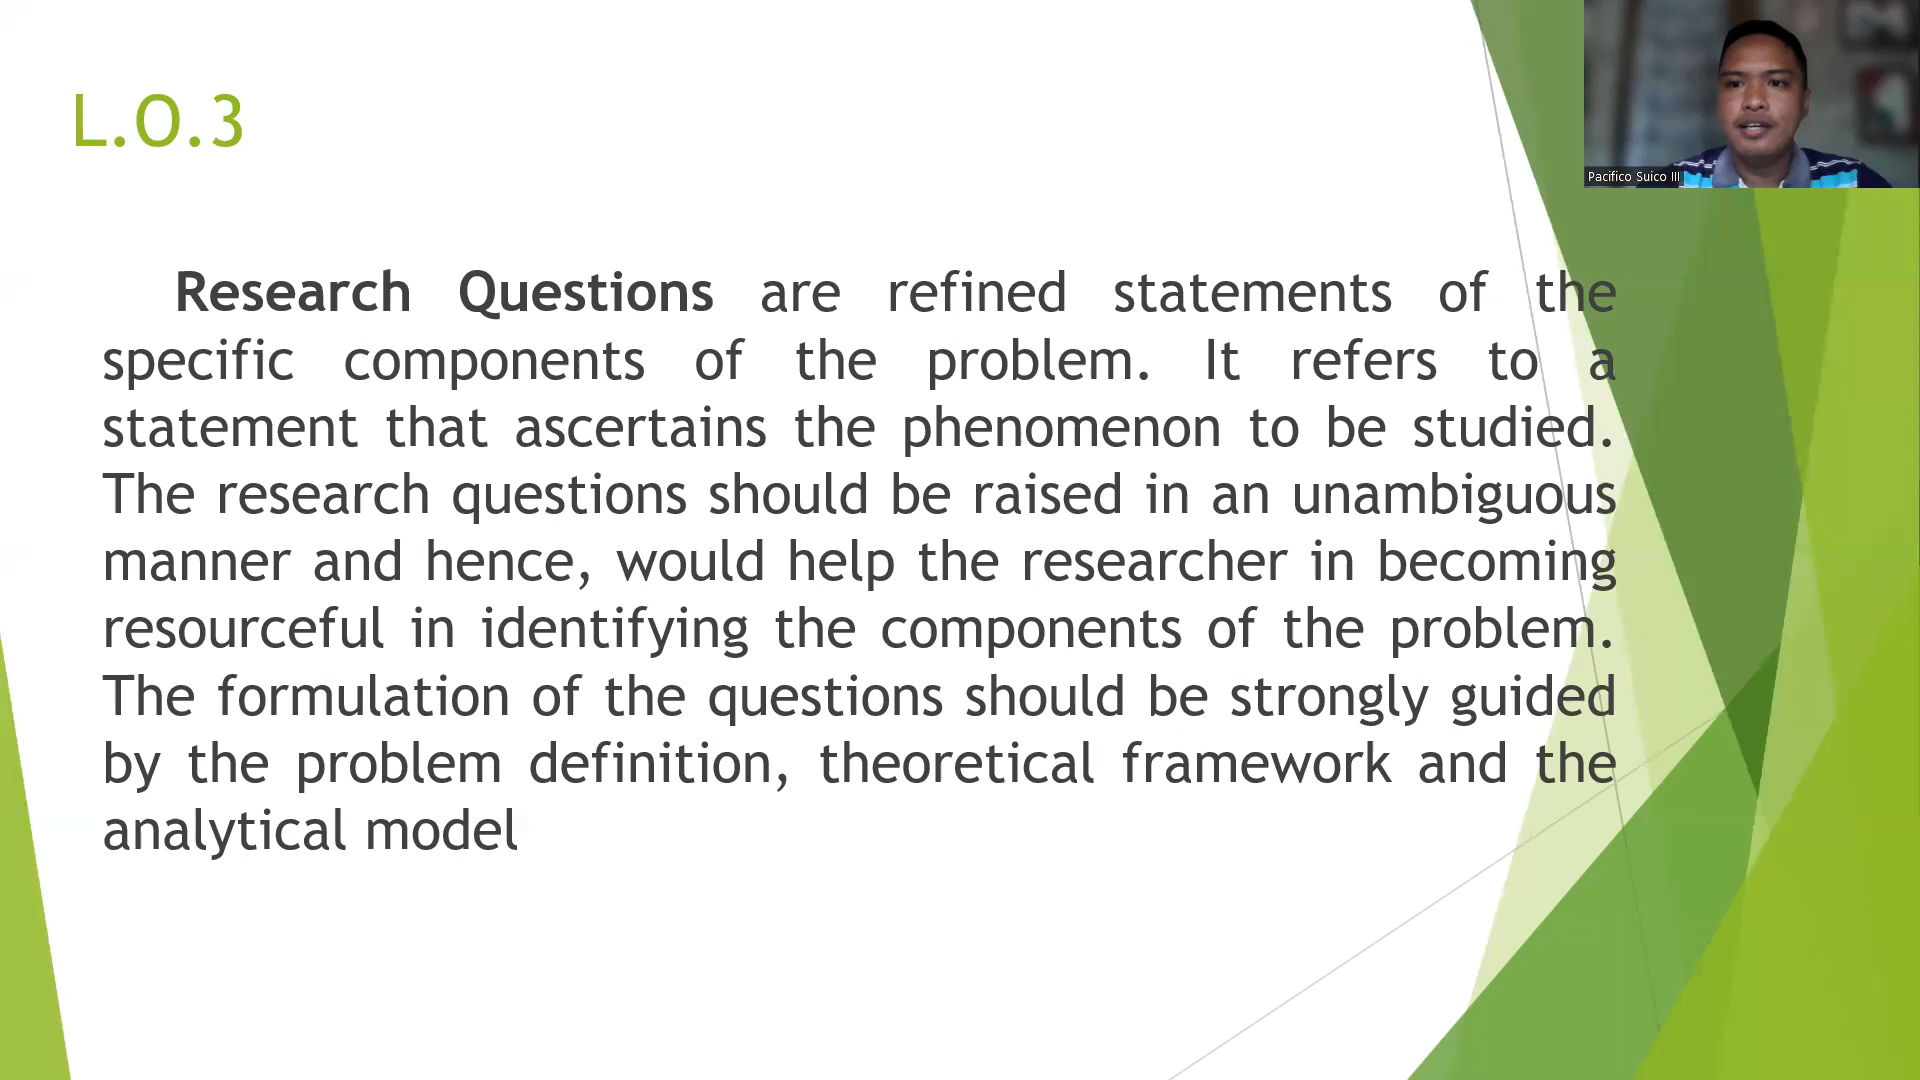 L.O.3
Pacifico Suico III
Research Questions are refined statements of the
specific components of the problem. It refers to a
statement that ascertains the phenomenon to be studied.
The research questions should be raised in an unambiguous
manner and hence, would help the researcher in becoming
resourceful in identifying the components of the problem.
The formulation of the questions should be strongly guided
by the problem definition, theoretical framework and the
analytical model